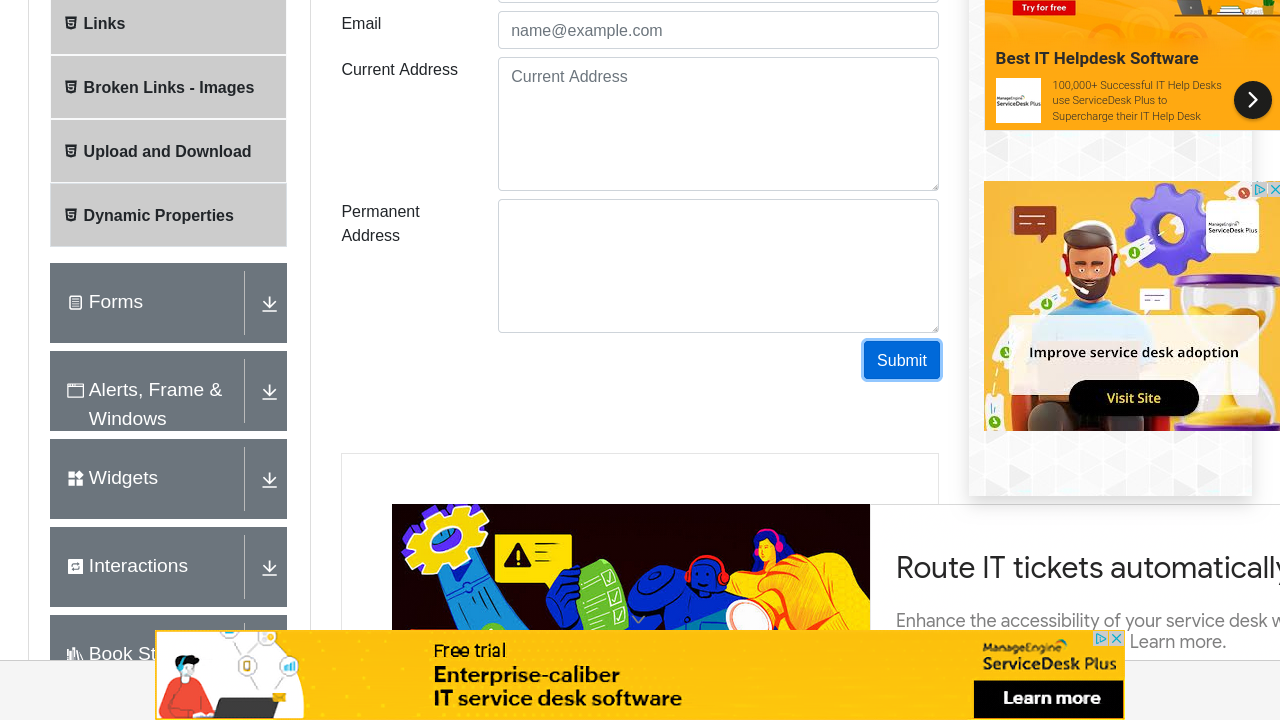 Links
Broken Links - Images
Upload and Download
Dynamic Properties
Forms
Alerts, Frame &
Windows
Widgets
Interactions
Email
name@example.com
Current Address
Current Address
Permanent
Address
Submit
Try for free
Best IT Helpdesk Software
ManageEngine
ServiceDesk Plus
100,000+ Successful IT Help Desks
use ServiceDesk Plus to
Supercharge their IT Help Desk
ManageEngine
ServiceDesk Plus
Improve service desk adoption
Visit Site
Route IT tickets automatically
Enhance the accessibility of your service desk
Learn more.
Book St
Free trial
Enterprise-caliber
IT service desk software
ManageEngine
ServiceDesk Plus
Learn more